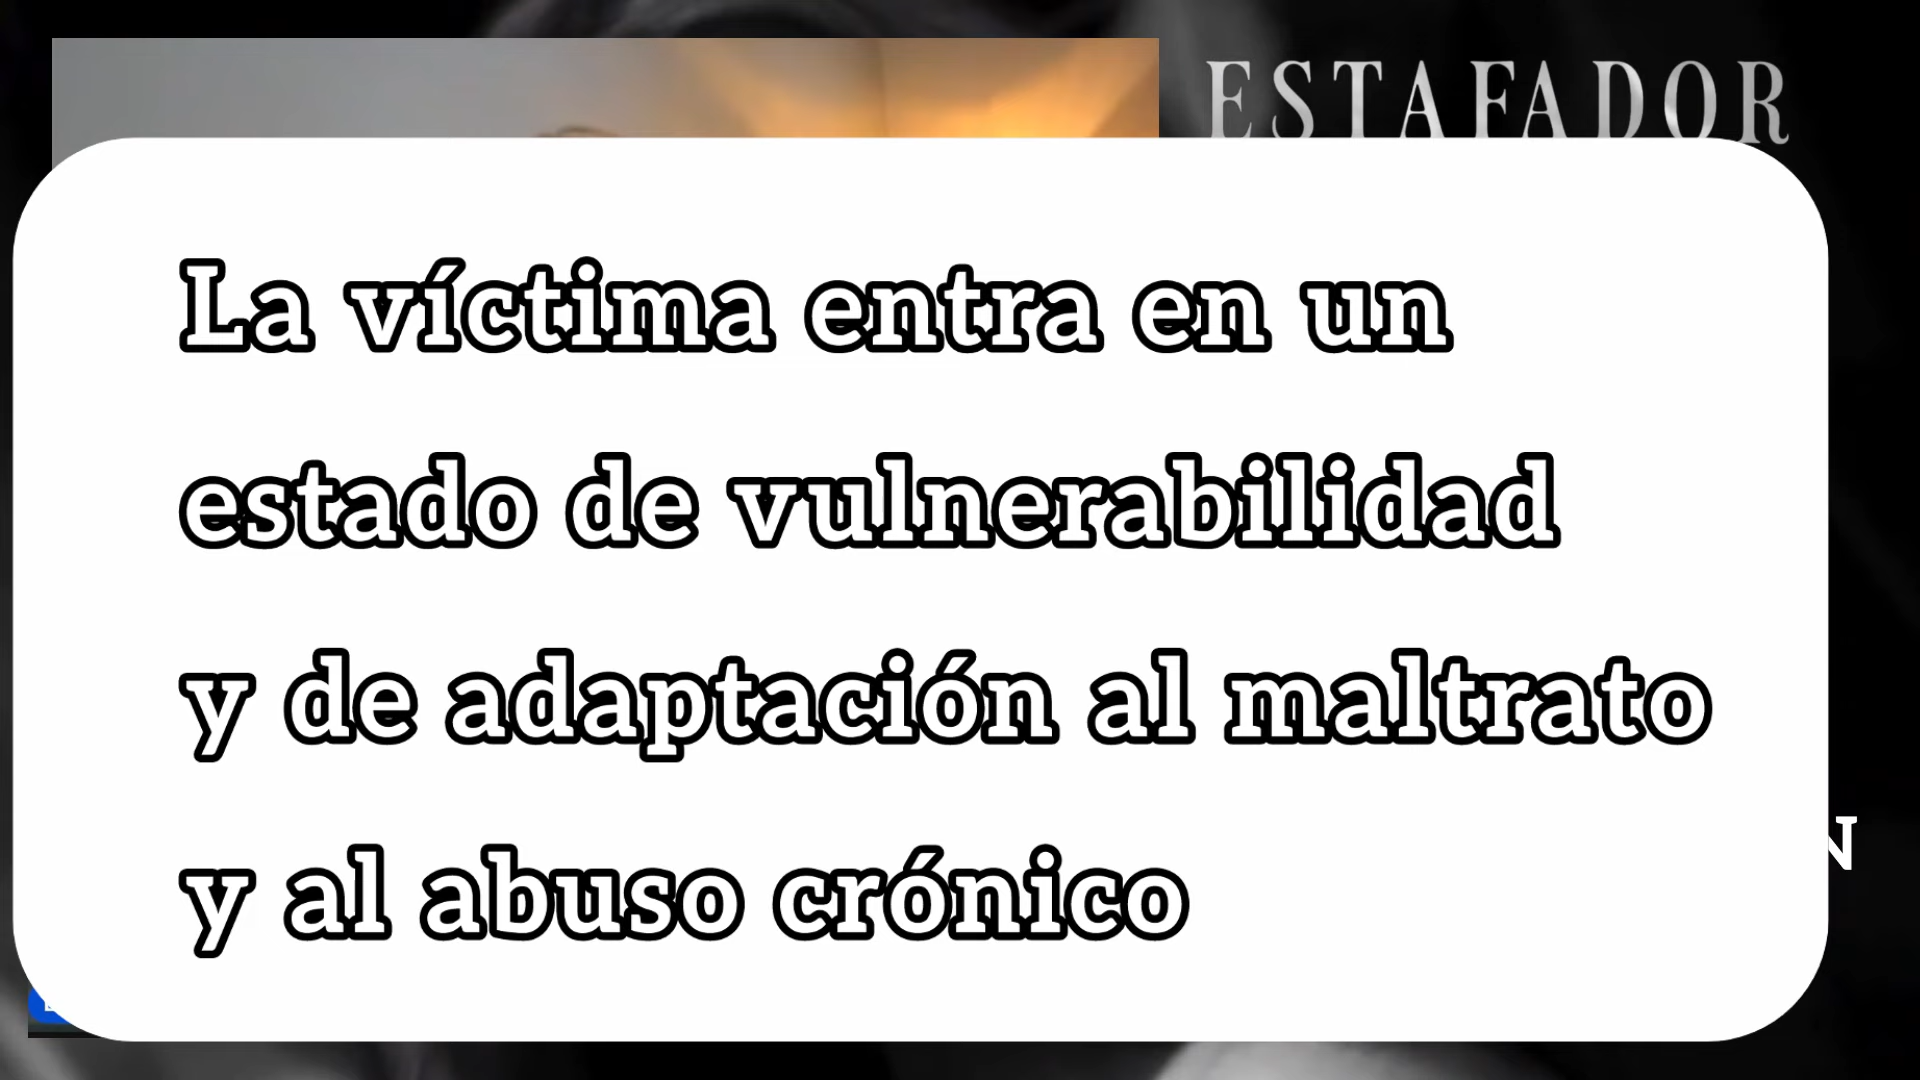 ESTAFADOR
La víctima entra en un
estado de vulnerabilidad
y de adaptación al maltrato
y al abuso crónico
N